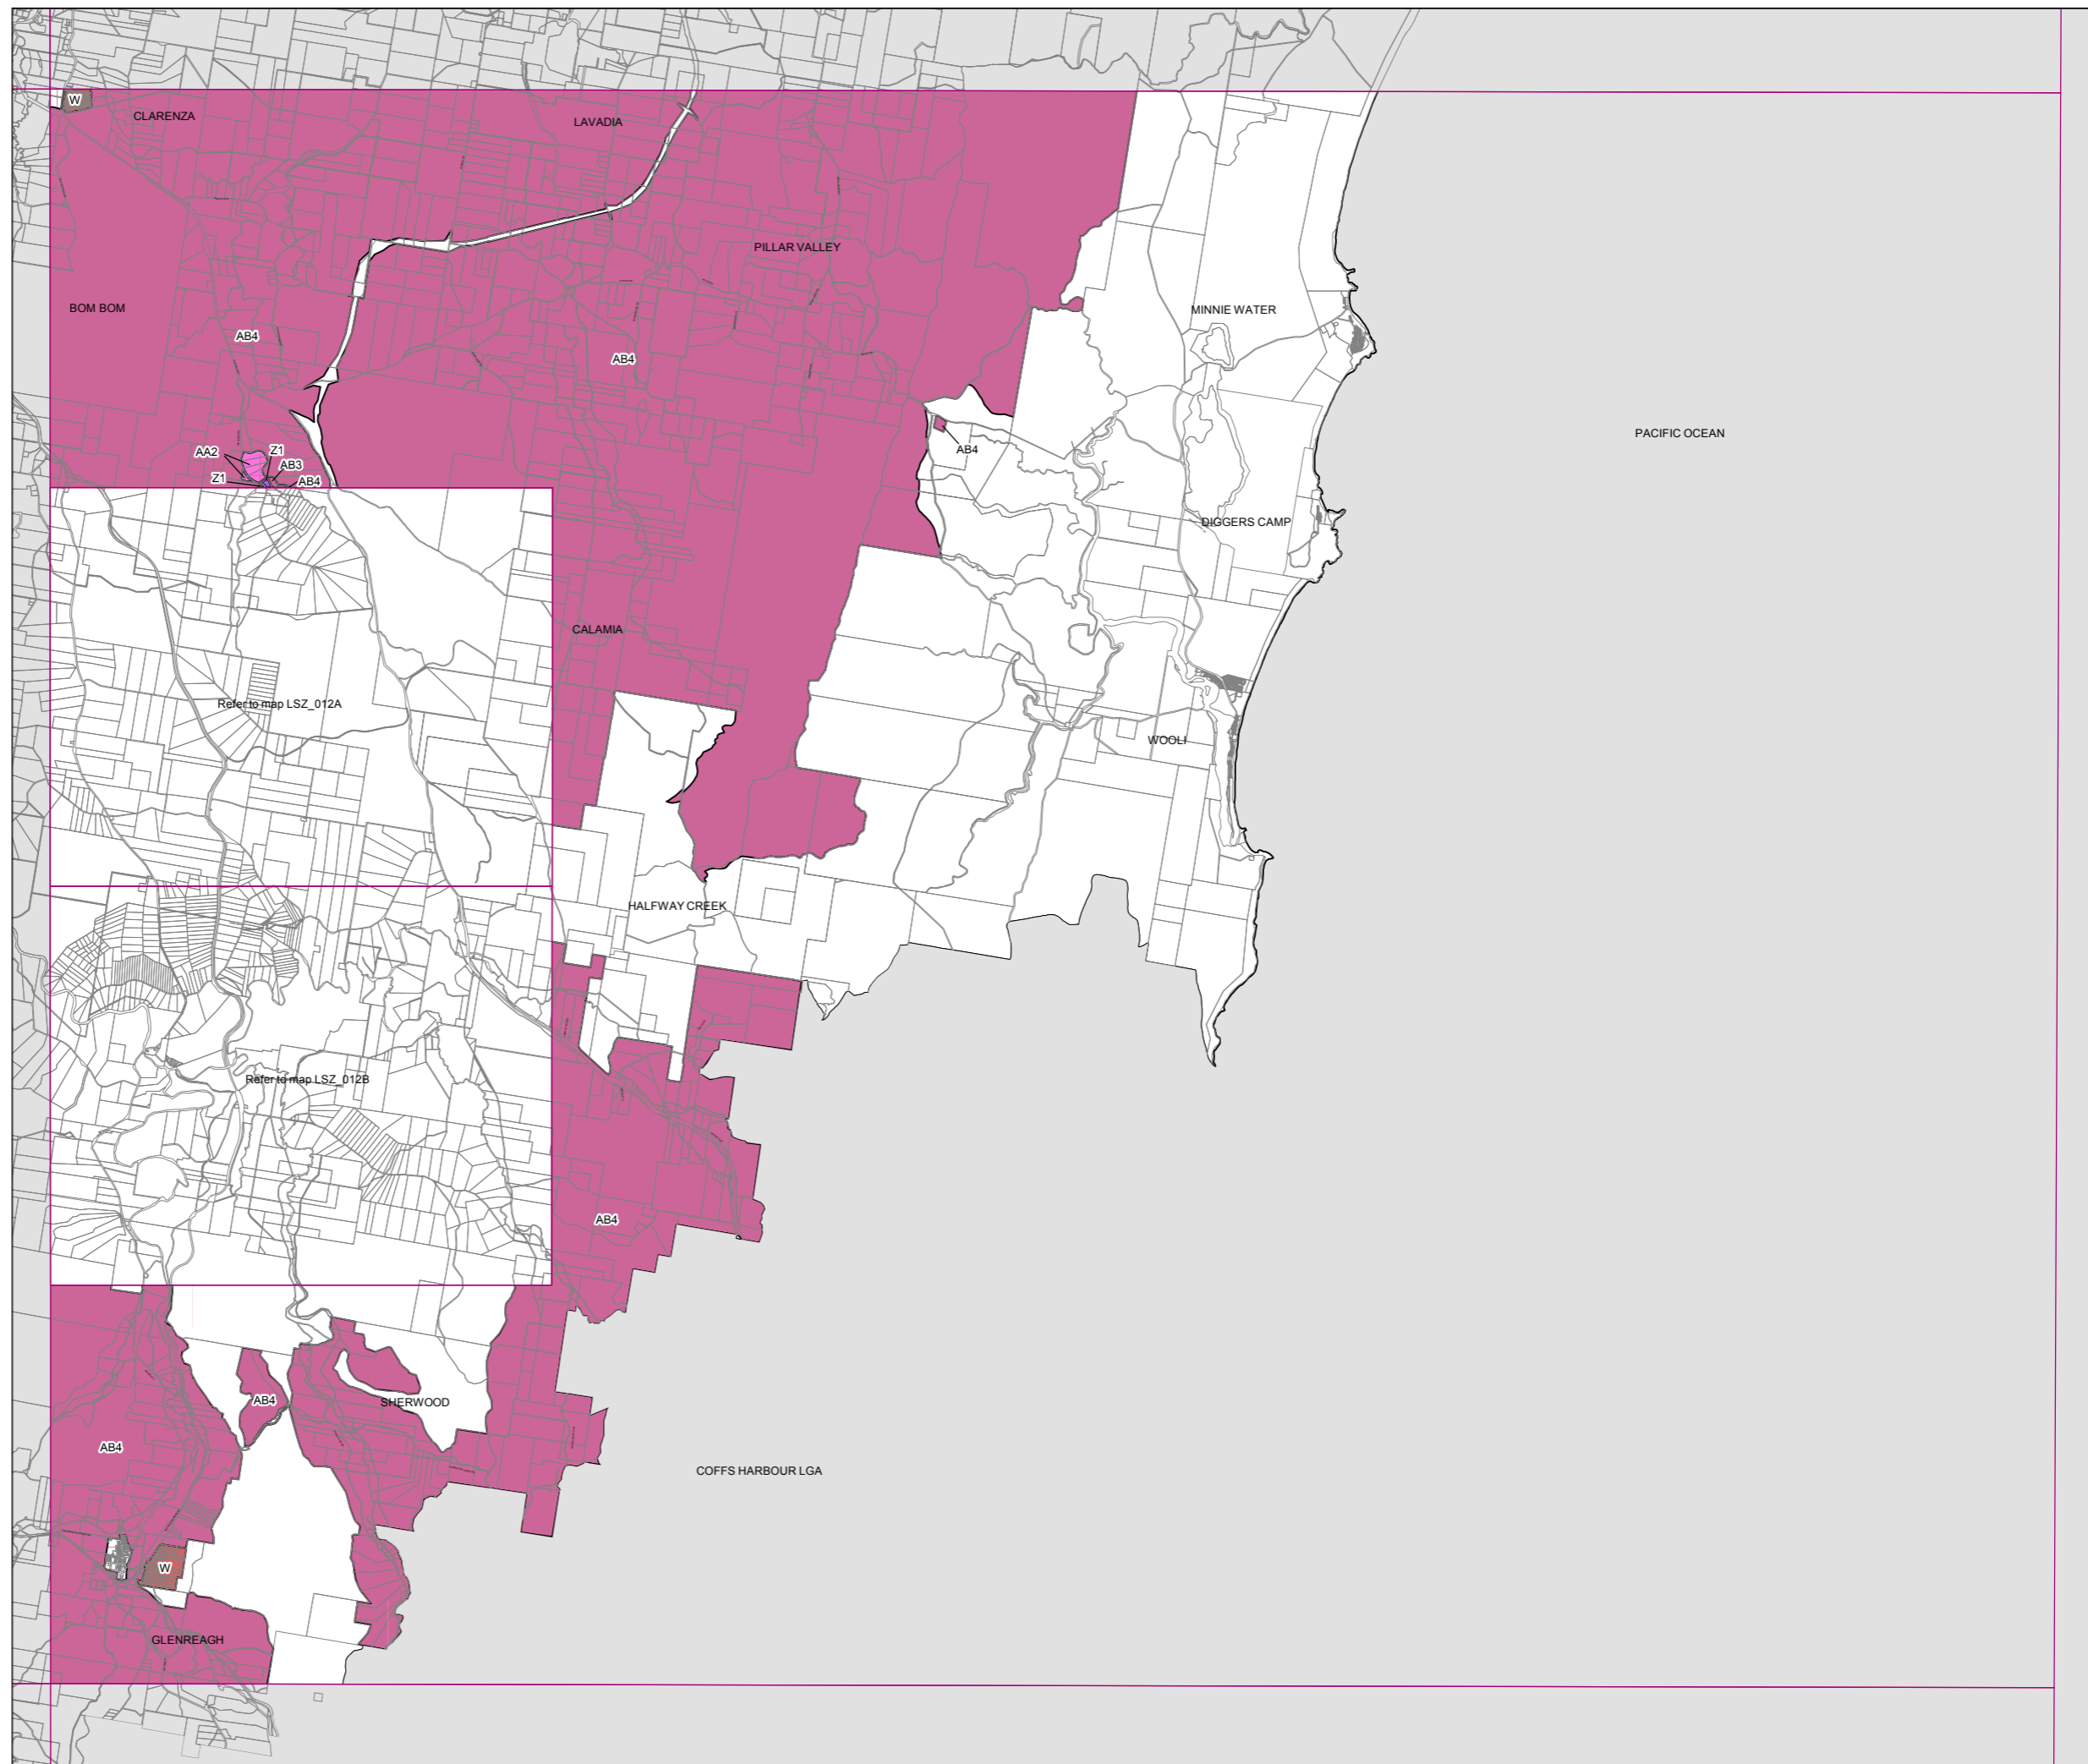 W
CLARENZA
LAVADIA
PILLAR VALLEY
BOM BOM
MINNIE WATER
AB4
AB4
PACIFIC OCEAN
AB4
AA2
Z1
AB3
Z1
AB4
DIGGERS CAMP
CALAMIA
Refer to map LSZ_012A
WOOLI
HALFWAY CREEK
Refer to map LSZ_012B
AB4
AB4
SHERWOOD
AB4
COFFS HARBOUR LGA
W
GLENREAGH